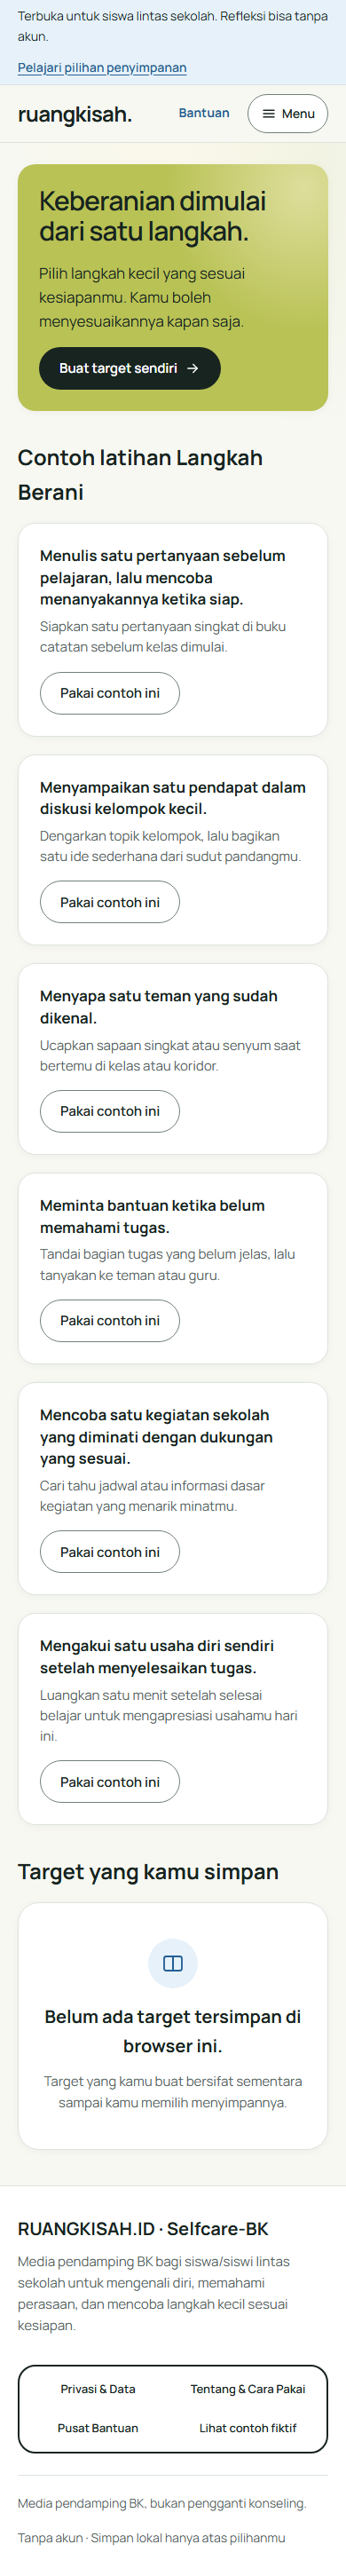 Terbuka untuk siswa lintas sekolah. Refleksi bisa tanpa
akun.
Pelajari pilihan penyimpanan
ruangkisah.
Bantuan
Menu
Keberanian dimulai
dari satu langkah.
Pilih langkah kecil yang sesuai
kesiapanmu. Kamu boleh
menyesuaikannya kapan saja.
Buat target sendiri →
Contoh latihan Langkah
Berani
Menulis satu pertanyaan sebelum
pelajaran, lalu mencoba
menanyakannya ketika siap.
Siapkan satu pertanyaan singkat di buku
catatan sebelum kelas dimulai.
Pakai contoh ini
Menyampaikan satu pendapat dalam
diskusi kelompok kecil.
Dengarkan topik kelompok, lalu bagikan
satu ide sederhana dari sudut pandangmu.
Pakai contoh ini
Menyapa satu teman yang sudah
dikenal.
Ucapkan sapaan singkat atau senyum saat
bertemu di kelas atau koridor.
Pakai contoh ini
Meminta bantuan ketika belum
memahami tugas.
Tandai bagian tugas yang belum jelas, lalu
tanyakan ke teman atau guru.
Pakai contoh ini
Mencoba satu kegiatan sekolah
yang diminati dengan dukungan
yang sesuai.
Cari tahu jadwal atau informasi dasar
kegiatan yang menarik minatmu.
Pakai contoh ini
Mengakui satu usaha diri sendiri
setelah menyelesaikan tugas.
Luangkan satu menit setelah selesai
belajar untuk mengapresiasi usahamu hari
ini.
Pakai contoh ini
Target yang kamu simpan
Belum ada target tersimpan di
browser ini.
Target yang kamu buat bersifat sementara
sampai kamu memilih menyimpannya.
RUANGKISAH.ID · Selfcare-BK
Media pendamping BK bagi siswa/siswi lintas
sekolah untuk mengenali diri, memahami
perasaan, dan mencoba langkah kecil sesuai
kesiapan.
Privasi & Data
Tentang & Cara Pakai
Pusat Bantuan
Lihat contoh fiktif
Media pendamping BK, bukan pengganti konseling.
Tanpa akun · Simpan lokal hanya atas pilihanmu